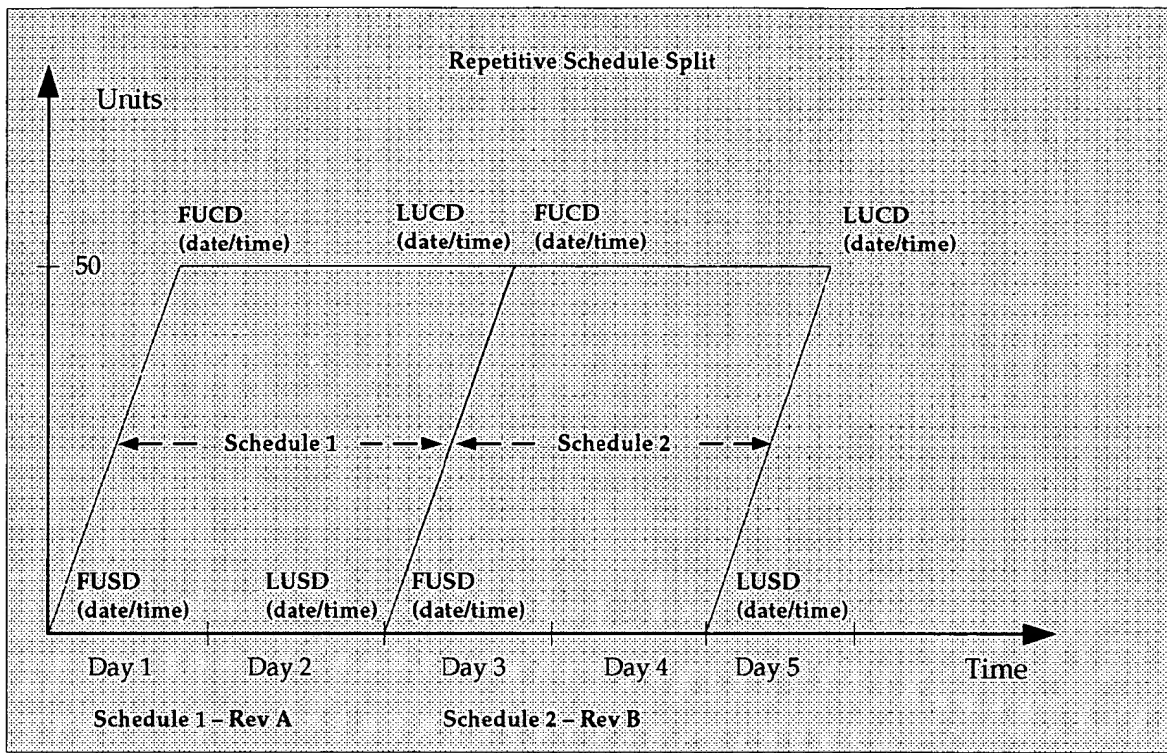 Repetitive Schedule Split
Units
FUCD
(date/time)
LUCD
(date/time)
FUCD
(date/time)
LUCD
(date/time)
50
Schedule 1
Schedule 2
FUSD
(date/time)
LUSD
(date/time)
FUSD
(date/time)
LUSD
(date/time)
Day 1
Day 2
Day 3
Day 4
Day 5
Time
Schedule 1 – Rev A
Schedule 2 – Rev B